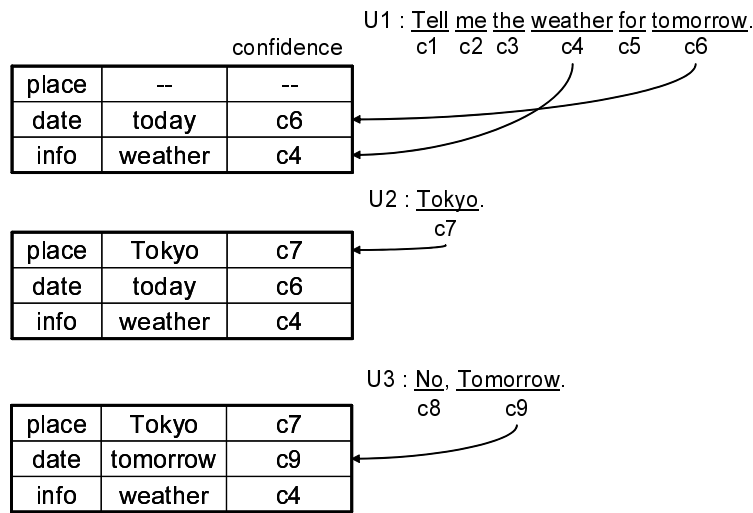 U1 : Tell me the weather for tomorrow.
c1 c2 c3 c4 c5 c6
confidence
place -- --
date today c6
info weather c4
U2 : Tokyo.
c7
place Tokyo c7
date today c6
info weather c4
U3 : No, Tomorrow.
c8 c9
place Tokyo c7
date tomorrow c9
info weather c4